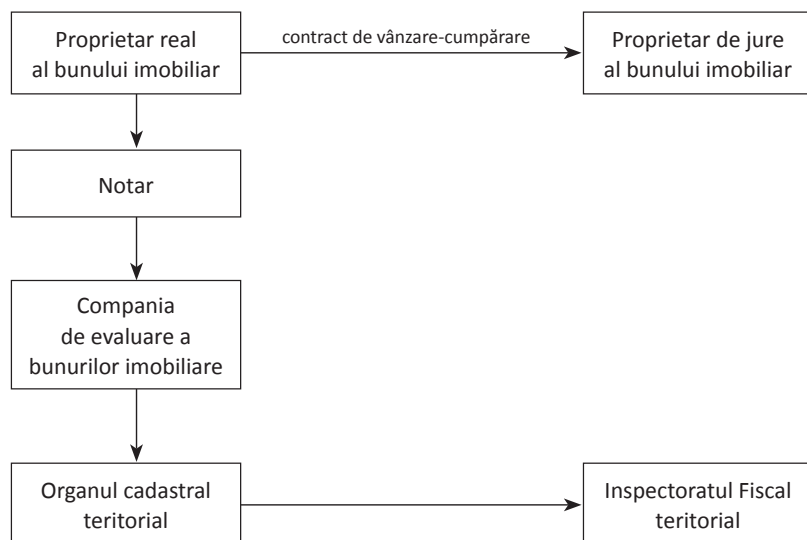 Proprietar real
al bunului imobiliar
contract de vânzare-cumpărare
Proprietar de jure
al bunului imobiliar
Notar
Compania
de evaluare a
bunurilor imobiliare
Organul cadastral
teritorial
Inspectoratul Fiscal
teritorial